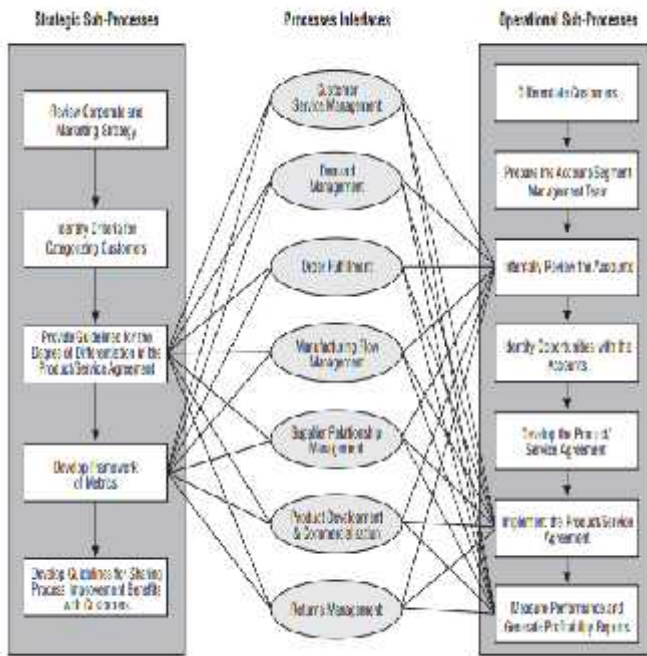 Strategic Sub-Processes
Processes Interfaces
Operational Sub-Processes
Review Corporate and
Marketing Strategy
Identify Criteria for
Categorizing Customers
Provide Guidelines for the
Degree of Differentiation in the
Product/Service Agreement
Develop Framework
of Metrics
Develop Guidelines for Sharing
Process Improvement Benefits
with Customers
Customer
Service Management
Demand
Management
Order Fulfillment
Manufacturing Flow
Management
Supplier Relationship
Management
Product Development
& Commercialization
Returns Management
Differentiate Customers
Prepare the Account/Segment
Management Team
Internally Review the Accounts
Identify Opportunities with the
Accounts
Develop the Product/
Service Agreement
Implement the Product/Service
Agreement
Measure Performance and
Generate Profitability Reports